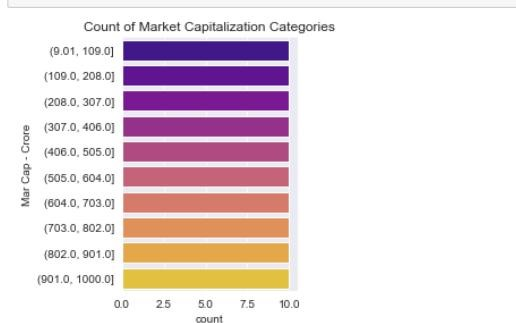 Count of Market Capitalization Categories
(9.01, 109.0]
(109.0, 208.0]
(208.0, 307.0]
(307.0, 406.0]
(406.0, 505.0]
(505.0, 604.0]
(604.0, 703.0]
(703.0, 802.0]
(802.0, 901.0]
(901.0, 1000.0]
Mar Cap - Crore
0.0 2.5 5.0 7.5 10.0
count